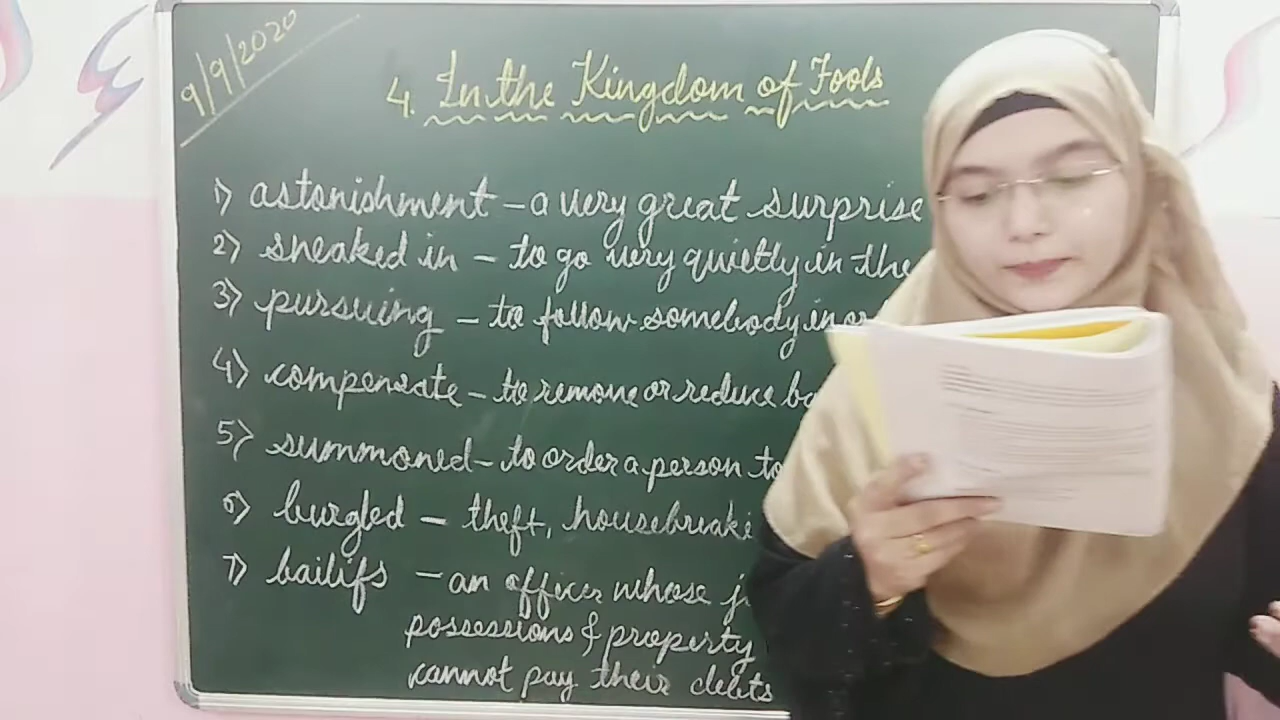 9/9/2020
4. In the Kingdom of Fools
1) astonishment – a very great surprise
2) sneaked in – to go very quietly in the
3) pursuing – to follow somebody in or
4) compensate – to remove or reduce
5) summoned – to order a person to
6) burgled – theft,
7) bailifs – an officer whose
possessions & property
cannot pay their debts